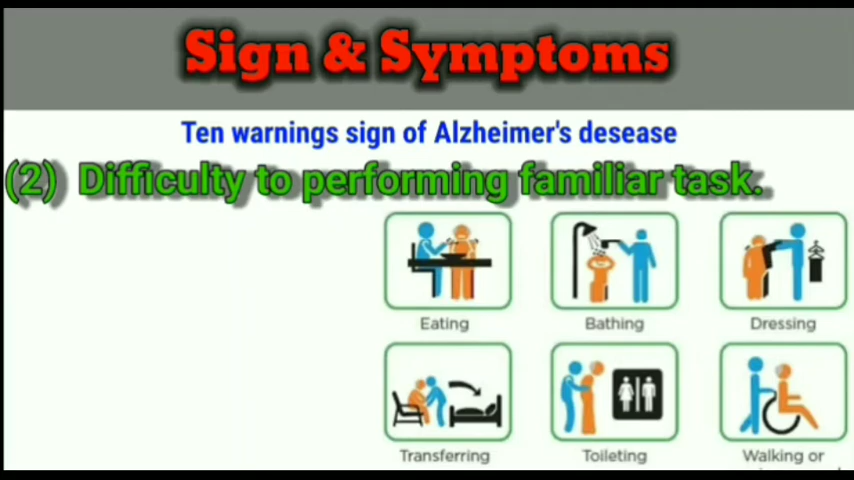 Sign & Symptoms
Ten warnings sign of Alzheimer's desease
(2) Difficulty to performing familiar task.
Eating Bathing Dressing
Transferring Toileting Walking or